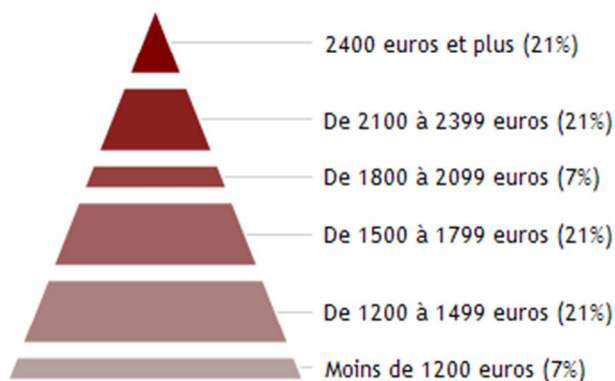 2400 euros et plus (21%)
De 2100 à 2399 euros (21%)
De 1800 à 2099 euros (7%)
De 1500 à 1799 euros (21%)
De 1200 à 1499 euros (21%)
Moins de 1200 euros (7%)